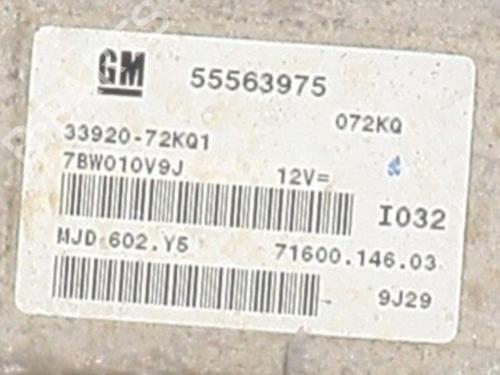 GM 55563975
072KQ
33920-72KQ1
7BW010V9J 12V=
I032
MJD 602.Y5 71600.146.03
9J29